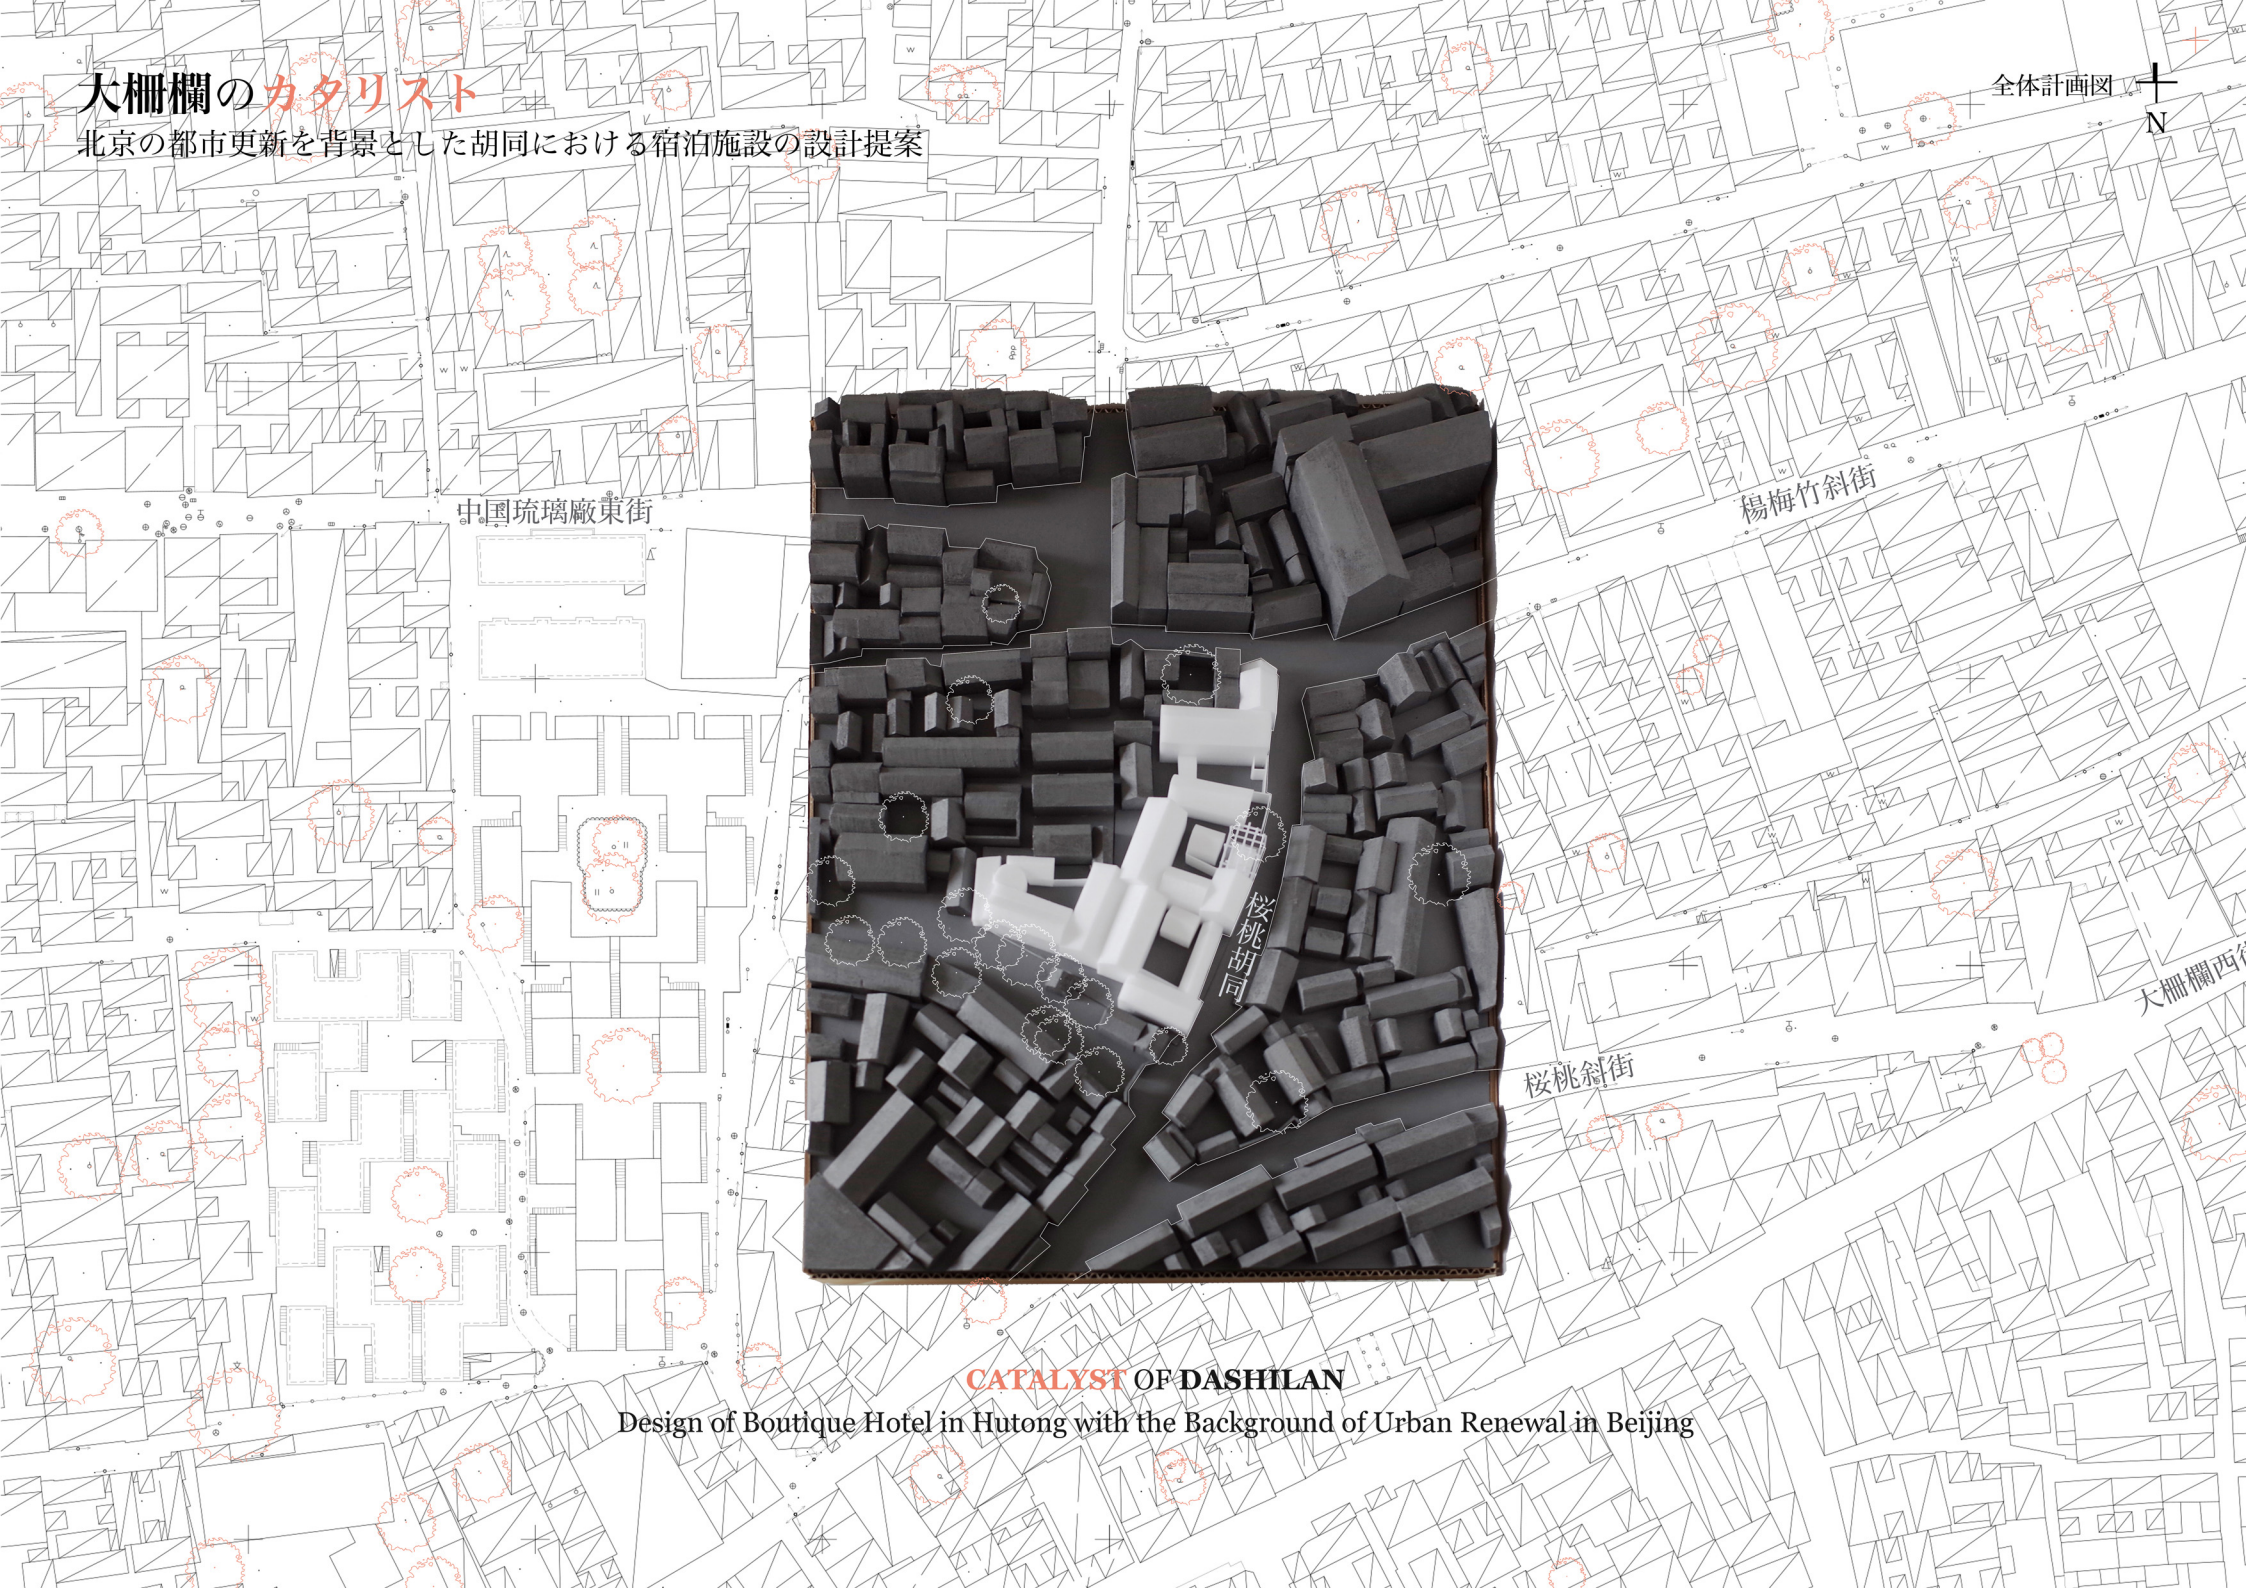 大柵欄のカタリスト
北京の都市更新を背景とした胡同における宿泊施設の設計提案
全体計画図
N
中国琉璃廠東街
楊梅竹斜街
桜桃胡同
大柵欄西街
桜桃斜街
CATALYST OF DASHILAN
Design of Boutique Hotel in Hutong with the Background of Urban Renewal in Beijing